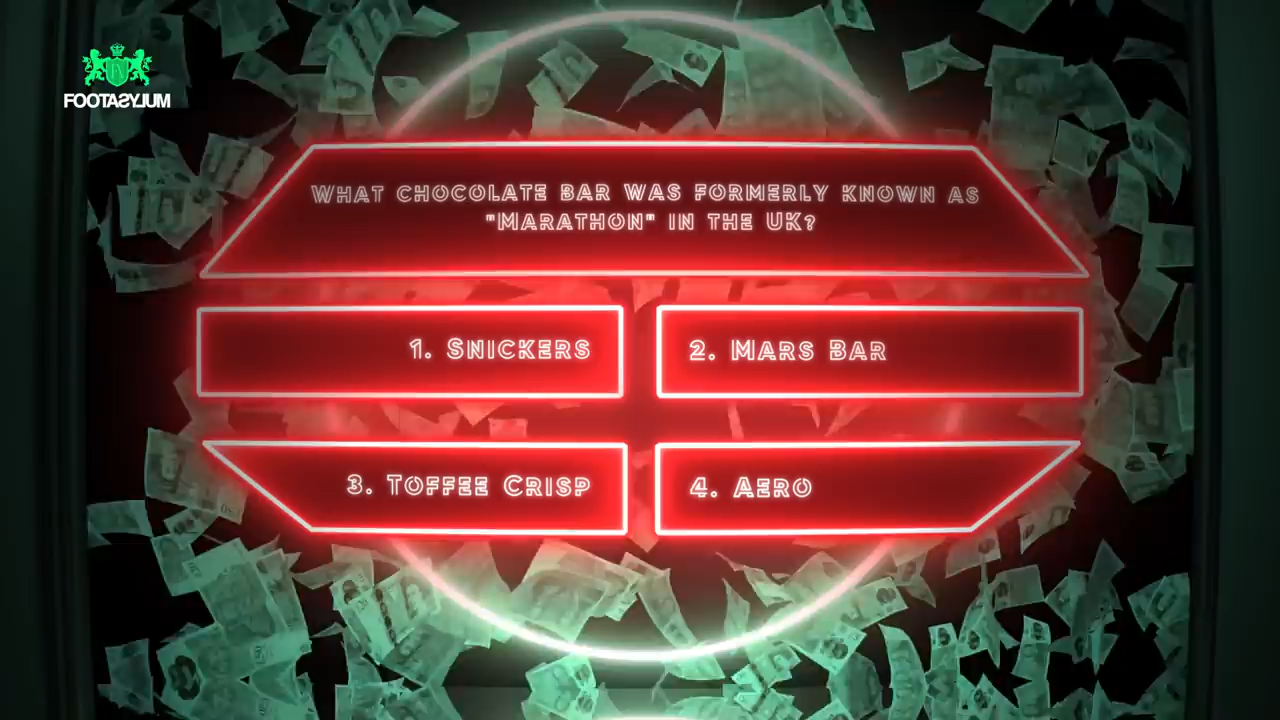 FOOTASYLUM
WHAT CHOCOLATE BAR WAS FORMERLY KNOWN AS
"MARATHON" IN THE UK?
1. SNICKERS
2. MARS BAR
3. TOFFEE CRISP
4. AERO